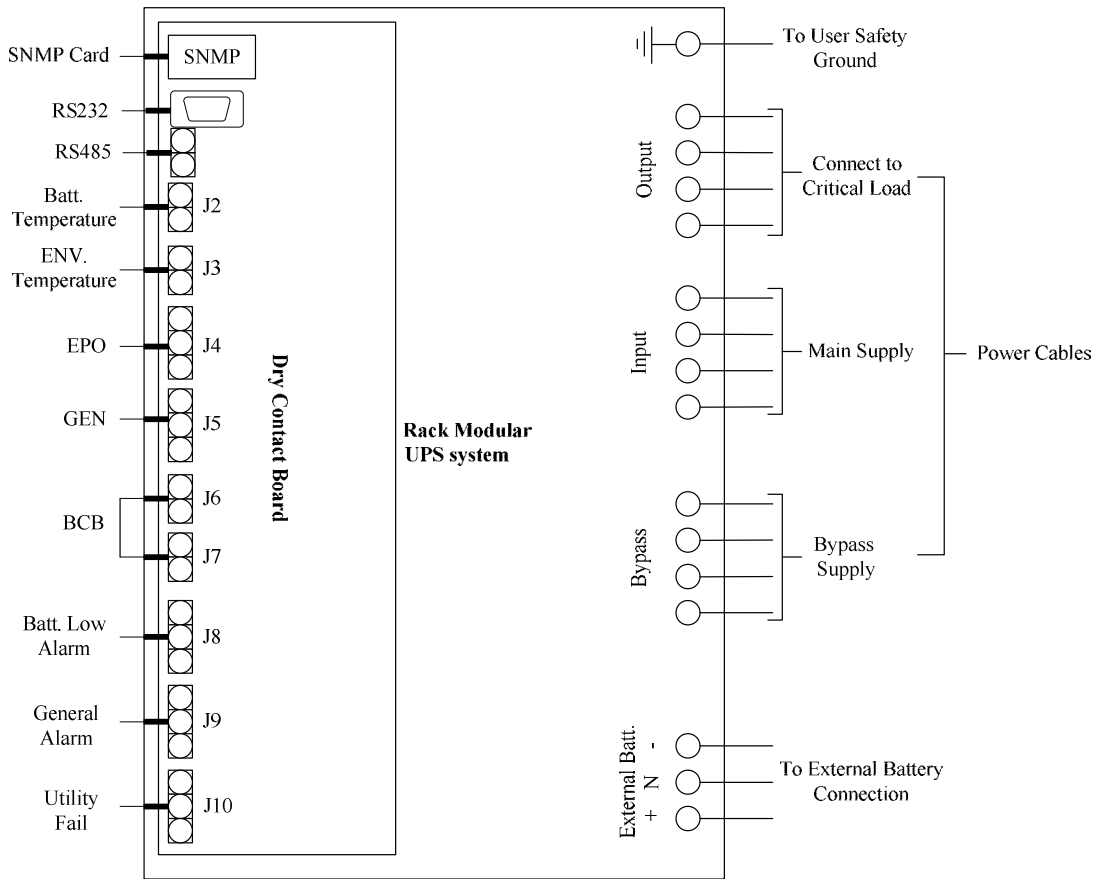 SNMP Card
SNMP
RS232
RS485
Batt.
Temperature
J2
ENV.
Temperature
J3
EPO
J4
GEN
J5
BCB
J6
J7
Batt. Low
Alarm
J8
General
Alarm
J9
Utility
Fail
J10
Dry Contact Board
Rack Modular
UPS system
To User Safety
Ground
Output
Connect to
Critical Load
Input
Main Supply
Power Cables
Bypass
Bypass
Supply
External Batt.
-
N
+
To External Battery
Connection